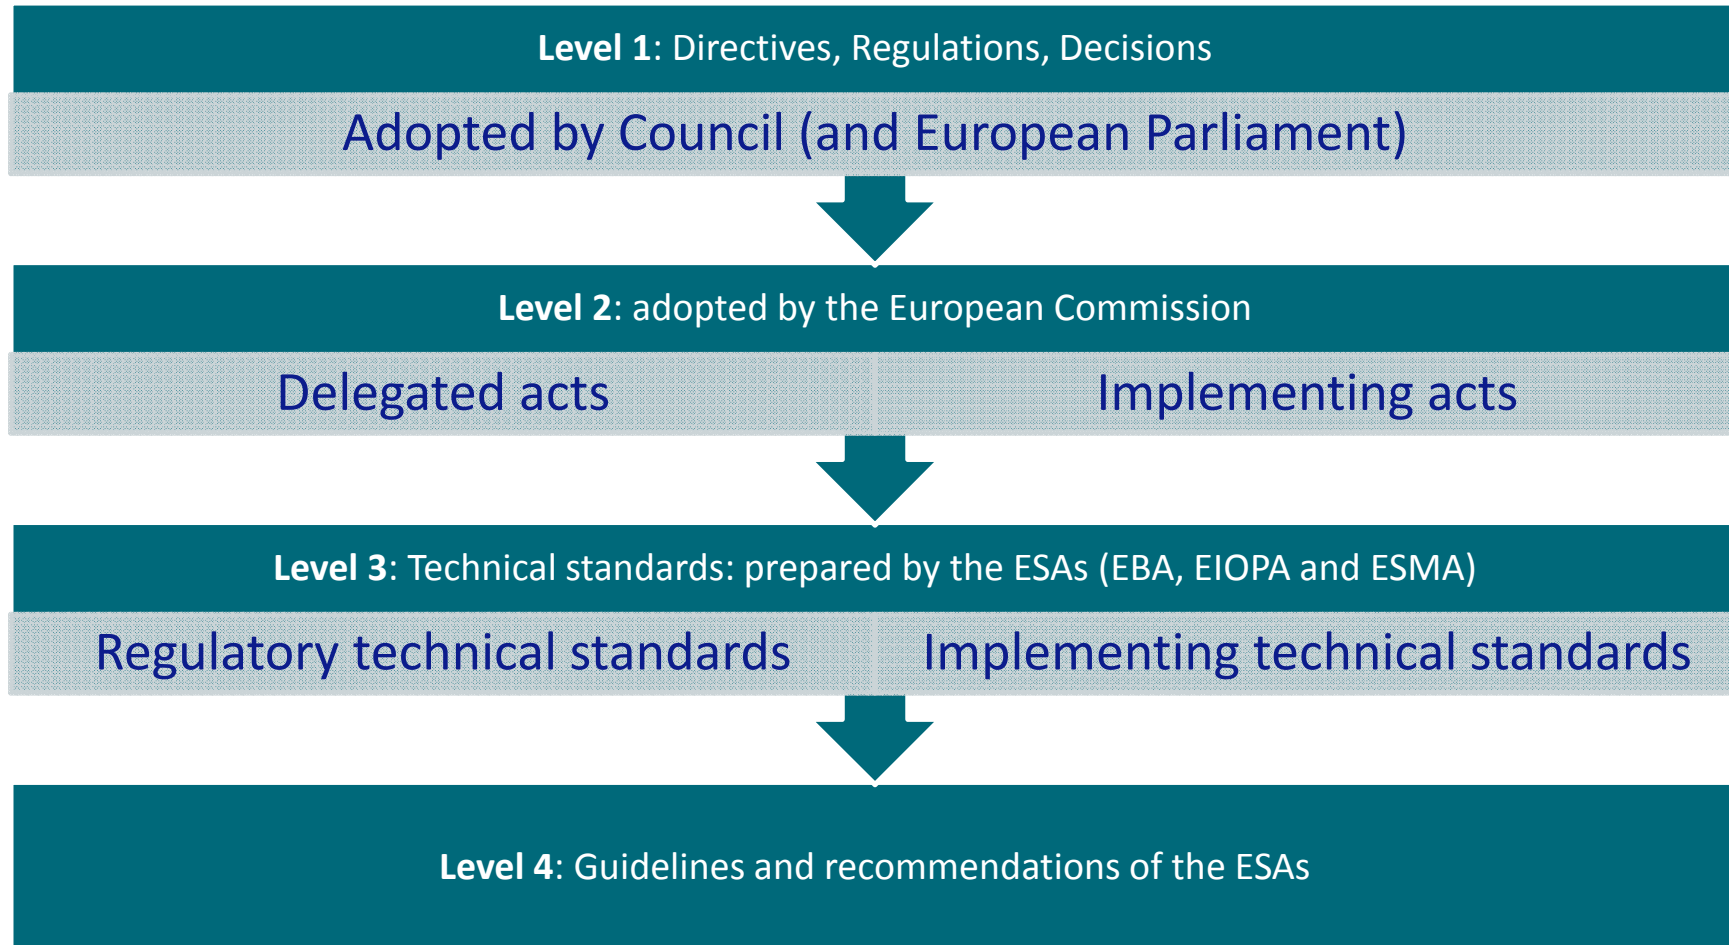 Level 1: Directives, Regulations, Decisions
Adopted by Council (and European Parliament)
Level 2: adopted by the European Commission
Delegated acts
Implementing acts
Level 3: Technical standards: prepared by the ESAs (EBA, EIOPA and ESMA)
Regulatory technical standards
Implementing technical standards
Level 4: Guidelines and recommendations of the ESAs